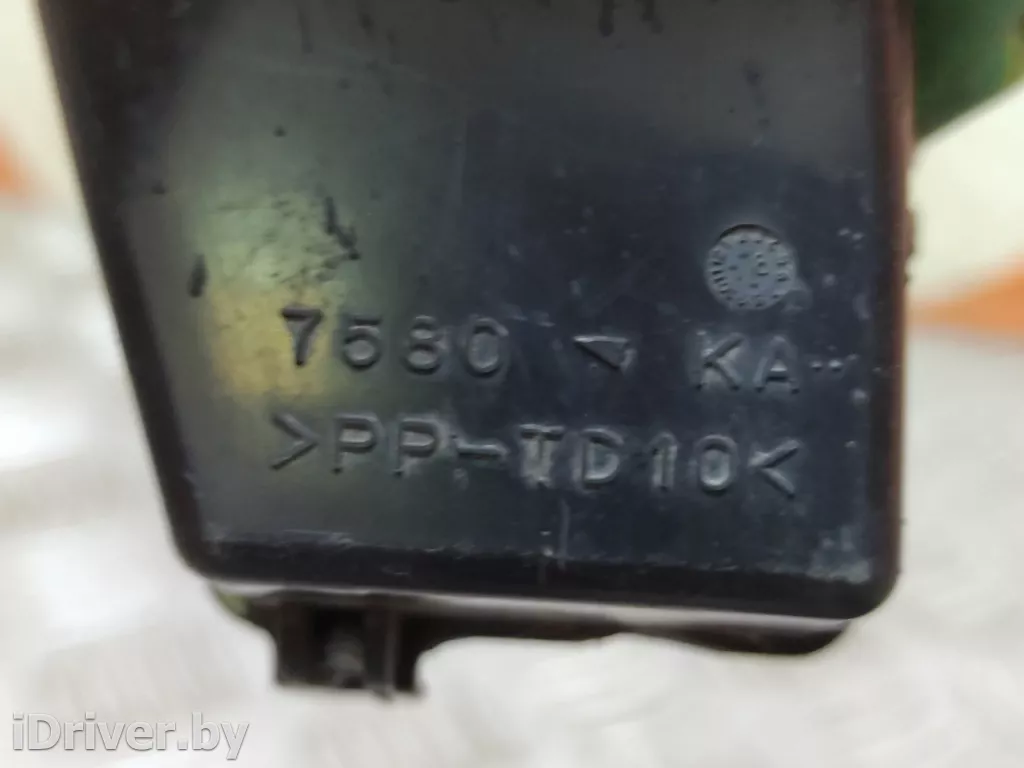 7580 KA
>PP-TD10<
iDriver.by